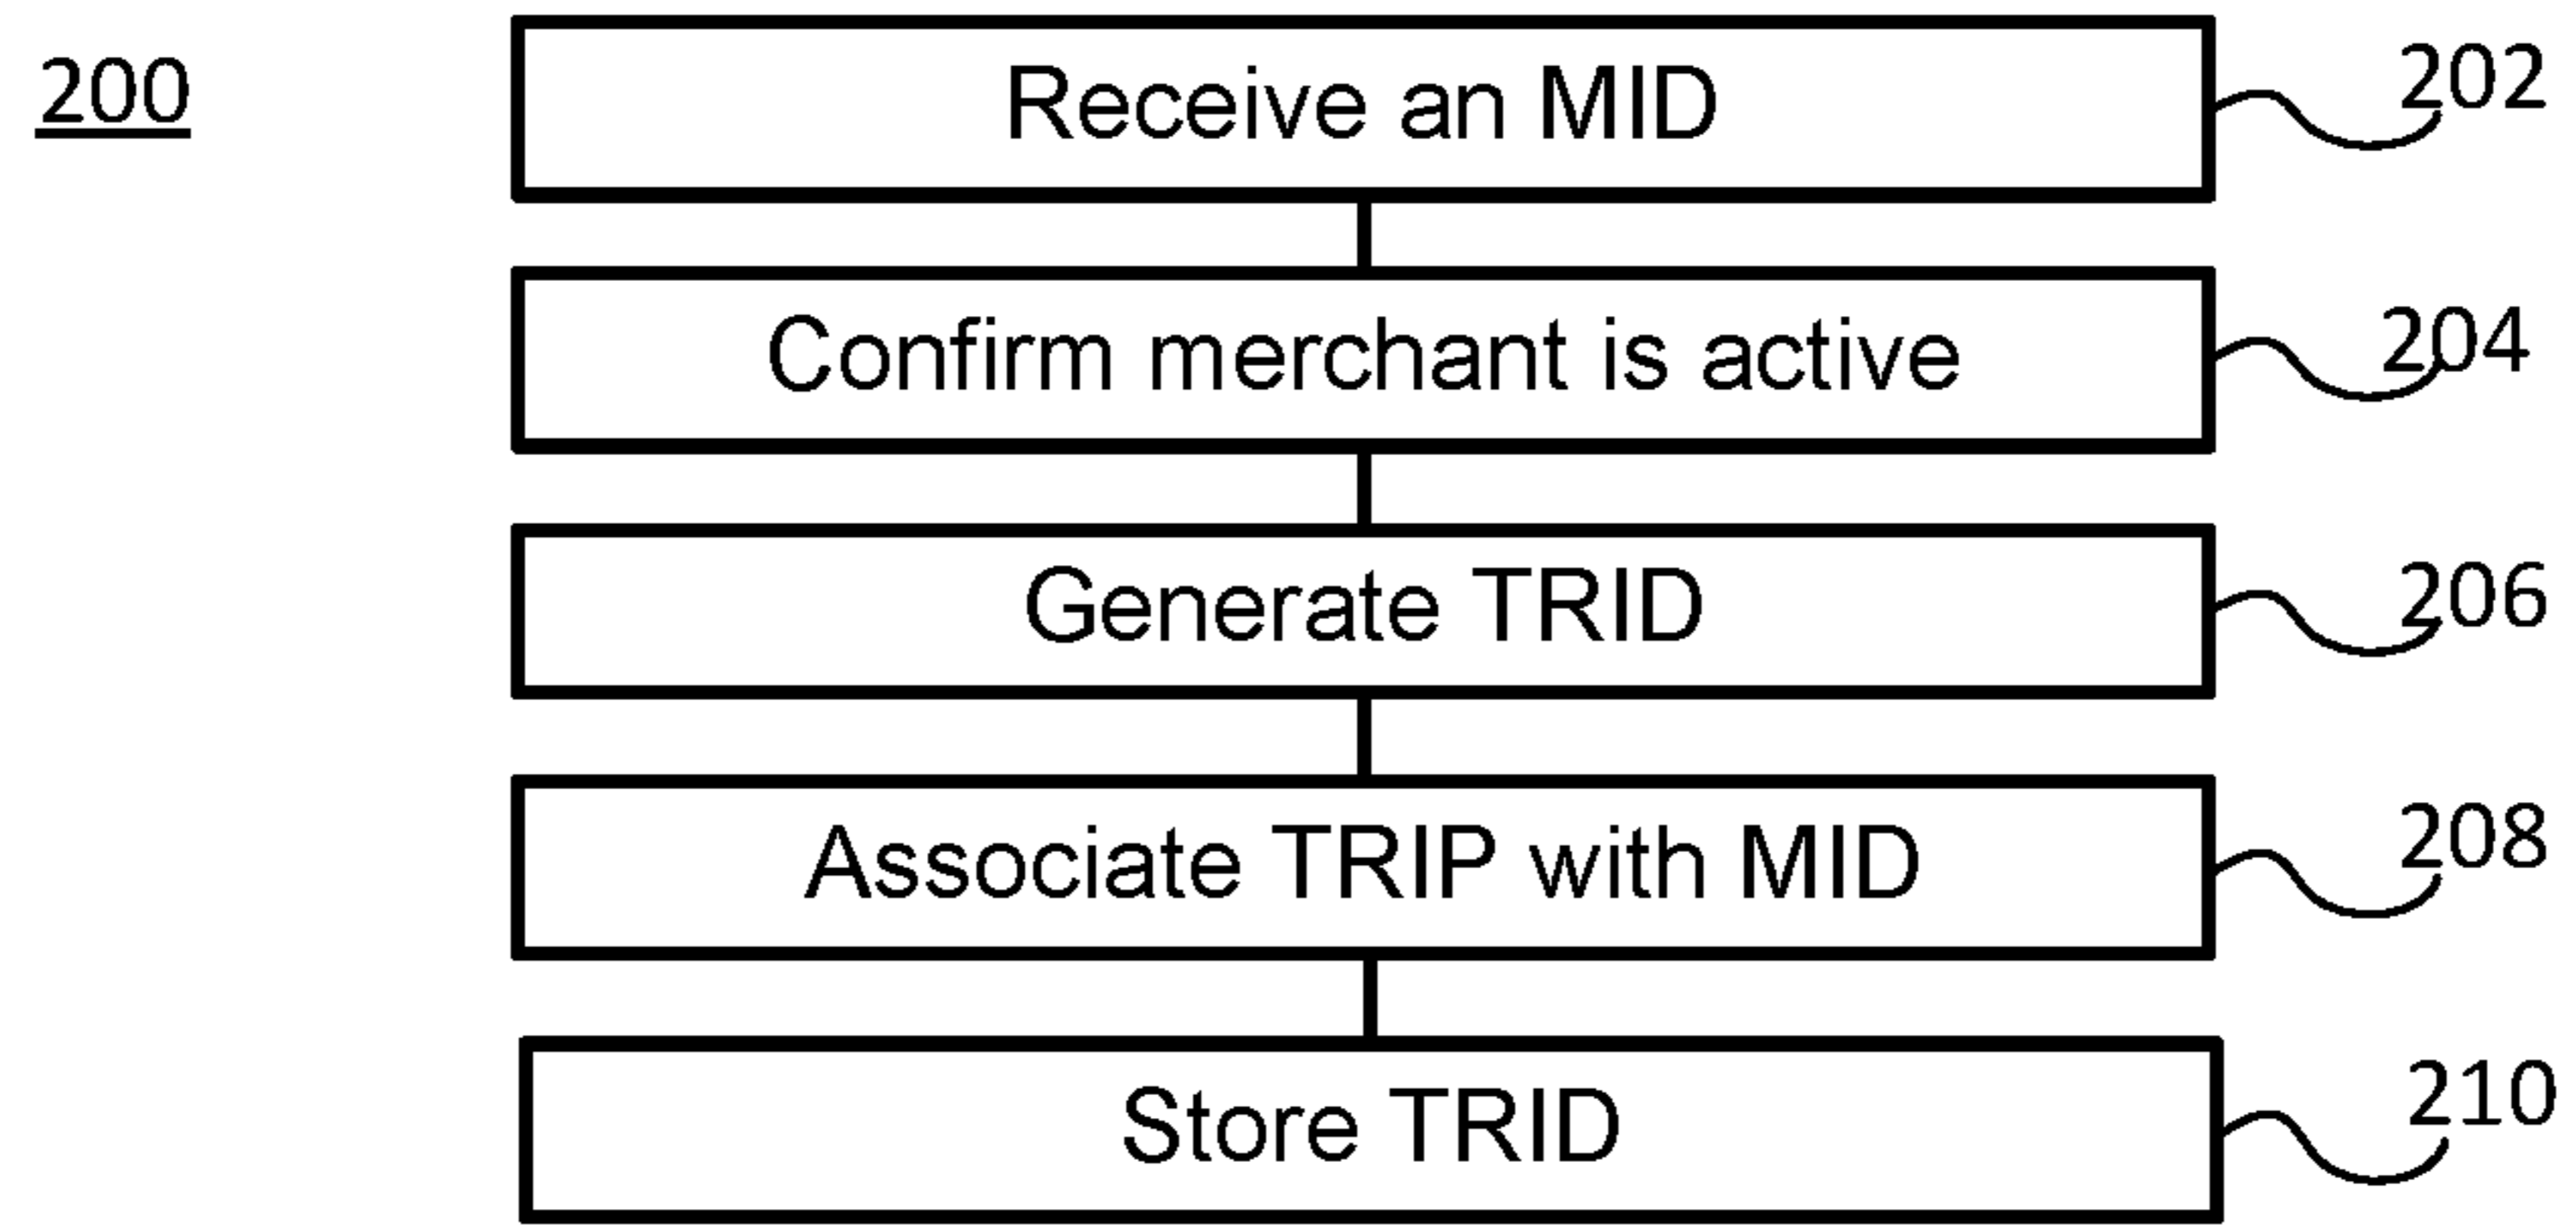 200
Receive an MID
202
Confirm merchant is active
204
Generate TRID
206
Associate TRIP with MID
208
Store TRID
210